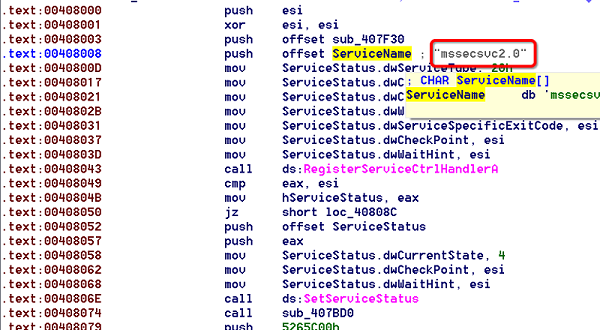 .text:00408000 push esi
.text:00408001 xor esi, esi
.text:00408003 push offset sub_407F30
.text:00408008 push offset ServiceName ; "mssecsvc2.0"
.text:0040800D mov ServiceStatus.dwServiceType, 20h
.text:00408017 mov ServiceStatus.dwC ; CHAR ServiceName[]
.text:00408021 mov ServiceStatus.dwC ServiceName db 'mssecsv
.text:0040802B mov ServiceStatus.dwW
.text:00408031 mov ServiceStatus.dwServiceSpecificExitCode, esi
.text:00408037 mov ServiceStatus.dwCheckPoint, esi
.text:0040803D mov ServiceStatus.dwWaitHint, esi
.text:00408043 call ds:RegisterServiceCtrlHandlerA
.text:00408049 cmp eax, esi
.text:0040804B mov hServiceStatus, eax
.text:00408050 jz short loc_40808C
.text:00408052 push offset ServiceStatus
.text:00408057 push eax
.text:00408058 mov ServiceStatus.dwCurrentState, 4
.text:00408062 mov ServiceStatus.dwCheckPoint, esi
.text:00408068 mov ServiceStatus.dwWaitHint, esi
.text:0040806E call ds:SetServiceStatus
.text:00408074 call sub_407BD0
.text:00408079 push 5265C00h